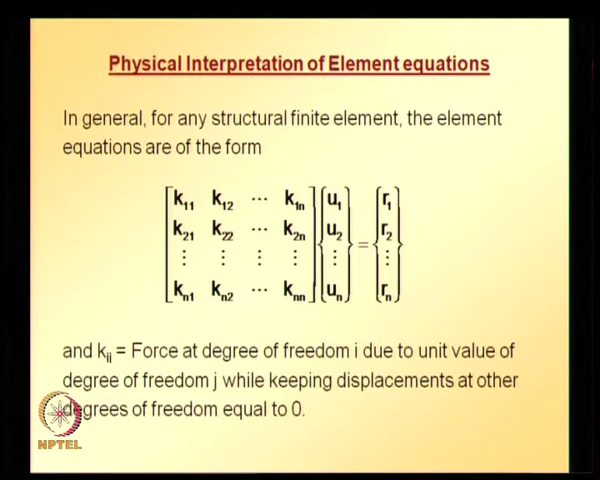 Physical Interpretation of Element equations
In general, for any structural finite element, the element
equations are of the form
k₁₁ k₁₂ ⋯ k₁ₙ u₁ r₁
k₂₁ k₂₂ ⋯ k₂ₙ u₂ = r₂
⋮ ⋮ ⋮ ⋮ ⋮ ⋮
kₙ₁ kₙ₂ ⋯ kₙₙ uₙ rₙ
and kᵢⱼ = Force at degree of freedom i due to unit value of
degree of freedom j while keeping displacements at other
degrees of freedom equal to 0.
NPTEL